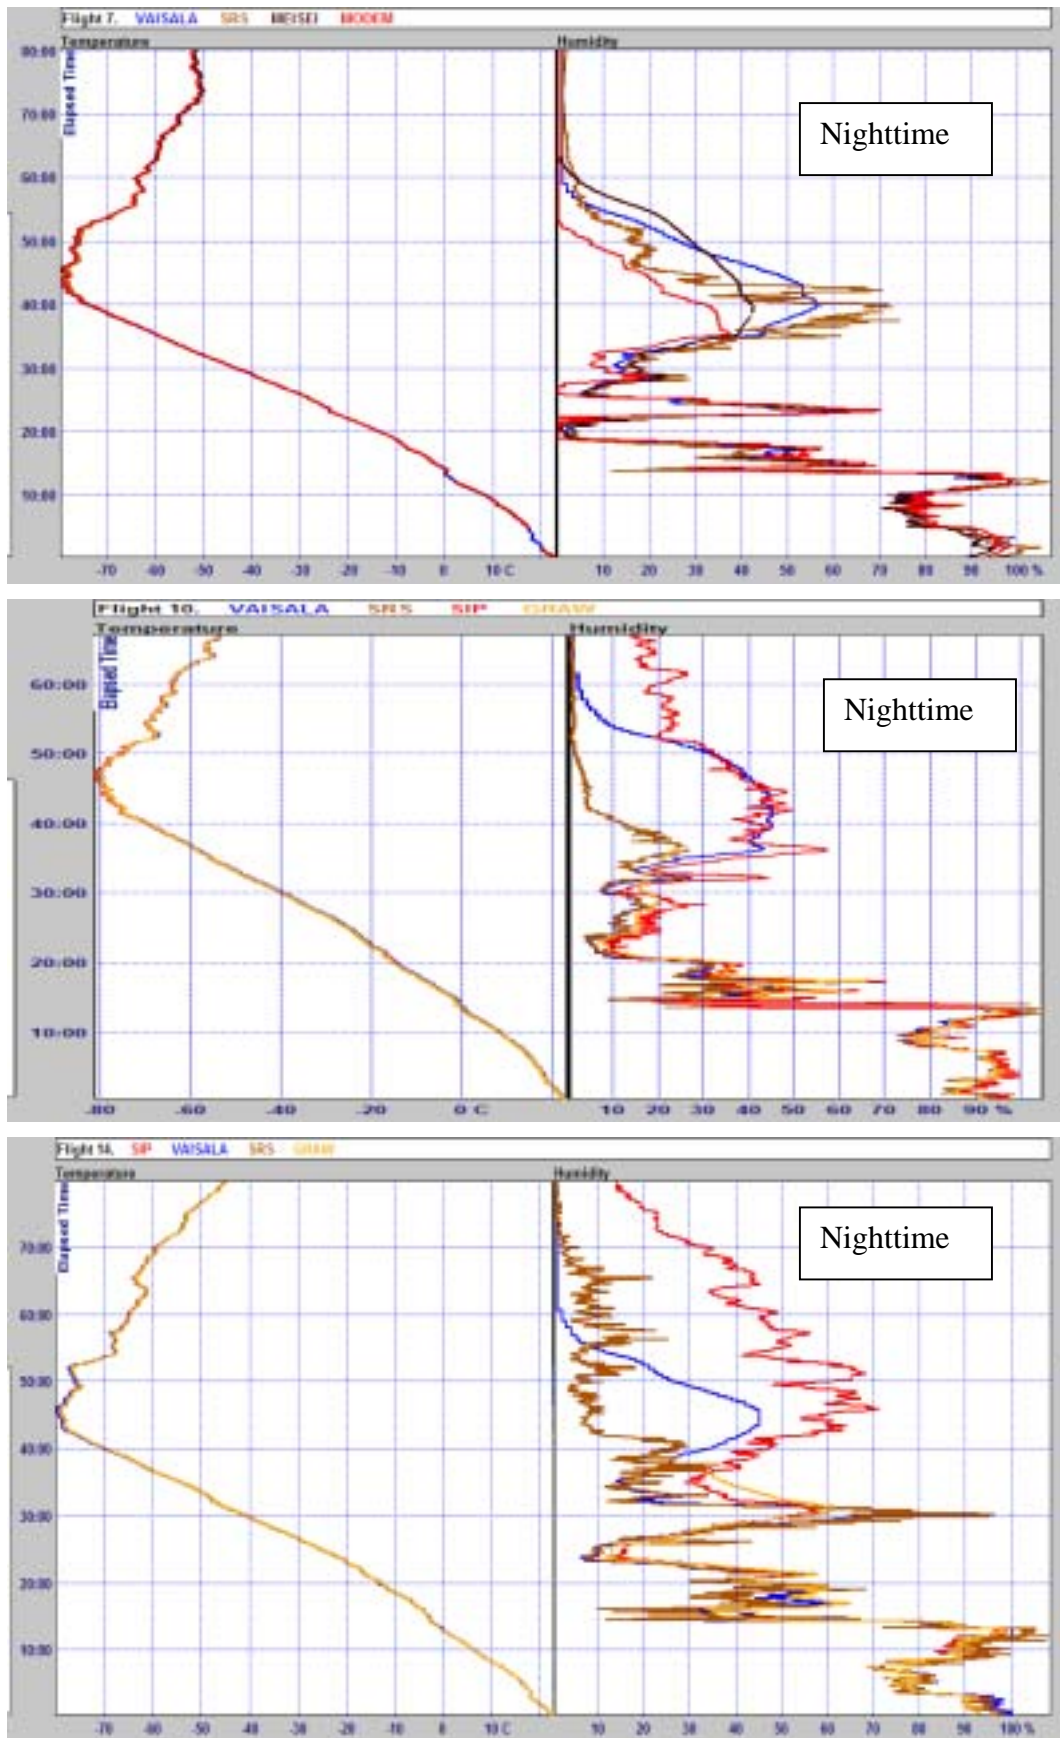 Flight 7. VAISALA SRS MEISEI MODEM
Temperature Humidity
80:00
Elapsed Time
70:00
Nighttime
60:00
50:00
40:00
30:00
20:00
10:00
-70 -60 -50 -40 -30 -20 -10 0 10 C 10 20 30 40 50 60 70 80 90 100 %
Flight 10. VAISALA SRS SIP GRAW
Temperature Humidity
Elapsed Time
60:00
Nighttime
50:00
40:00
30:00
20:00
10:00
-80 -60 -40 -20 0 C 10 20 30 40 50 60 70 80 90 %
Flight 14. SIP VAISALA SRS GRAW
Temperature Humidity
Elapsed Time
70:00
Nighttime
60:00
50:00
40:00
30:00
20:00
10:00
-70 -60 -50 -40 -30 -20 -10 0 10 C 10 20 30 40 50 60 70 80 90 100 %